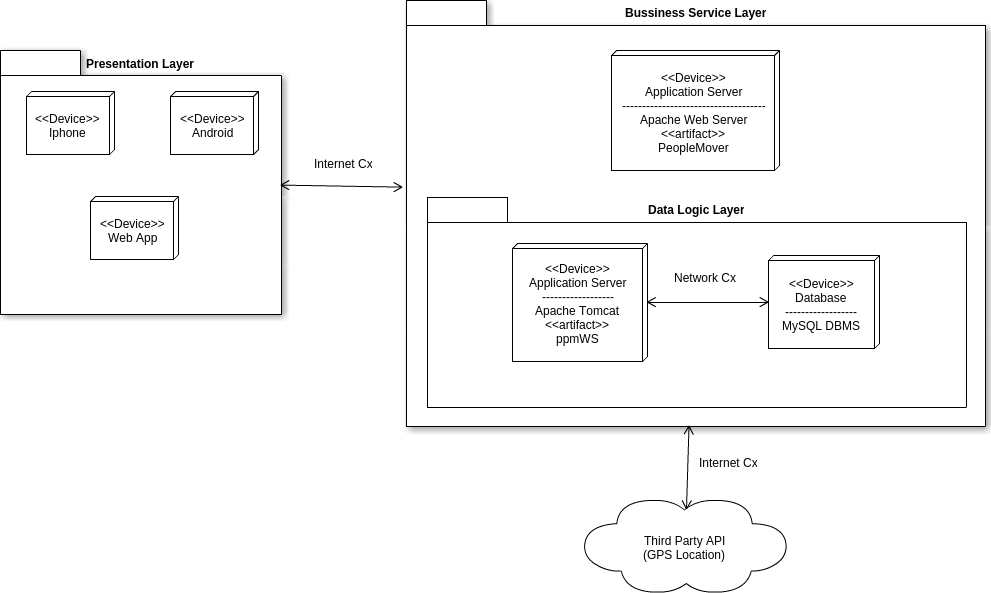 Bussiness Service Layer
Presentation Layer
<<Device>>
Iphone
<<Device>>
Android
<<Device>>
Web App
Internet Cx
<<Device>>
Application Server
------------------------------------
Apache Web Server
<<artifact>>
PeopleMover
Data Logic Layer
<<Device>>
Application Server
------------------
Apache Tomcat
<<artifact>>
ppmWS
Network Cx
<<Device>>
Database
------------------
MySQL DBMS
Internet Cx
Third Party API
(GPS Location)